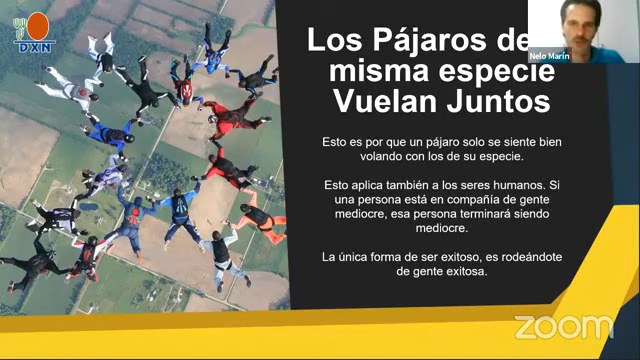 DXN
Los Pájaros de
misma especie
Vuelan Juntos
Nelo Marín
Esto es por que un pájaro solo se siente bien
volando con los de su especie.
Esto aplica también a los seres humanos. Si
una persona está en compañía de gente
mediocre, esa persona terminará siendo
mediocre.
La única forma de ser exitoso, es rodeándote
de gente exitosa.
zoom